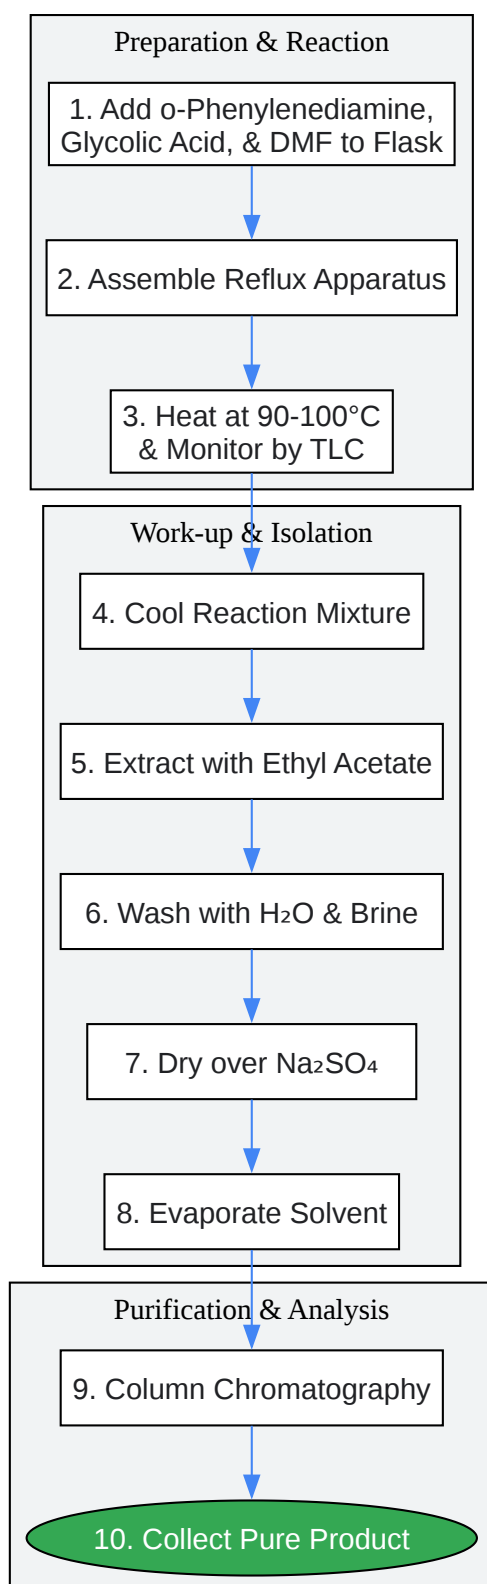 Preparation & Reaction
1. Add o-Phenylenediamine,
Glycolic Acid, & DMF to Flask
2. Assemble Reflux Apparatus
3. Heat at 90-100°C
& Monitor by TLC
Work-up & Isolation
4. Cool Reaction Mixture
5. Extract with Ethyl Acetate
6. Wash with H₂O & Brine
7. Dry over Na₂SO₄
8. Evaporate Solvent
Purification & Analysis
9. Column Chromatography
10. Collect Pure Product